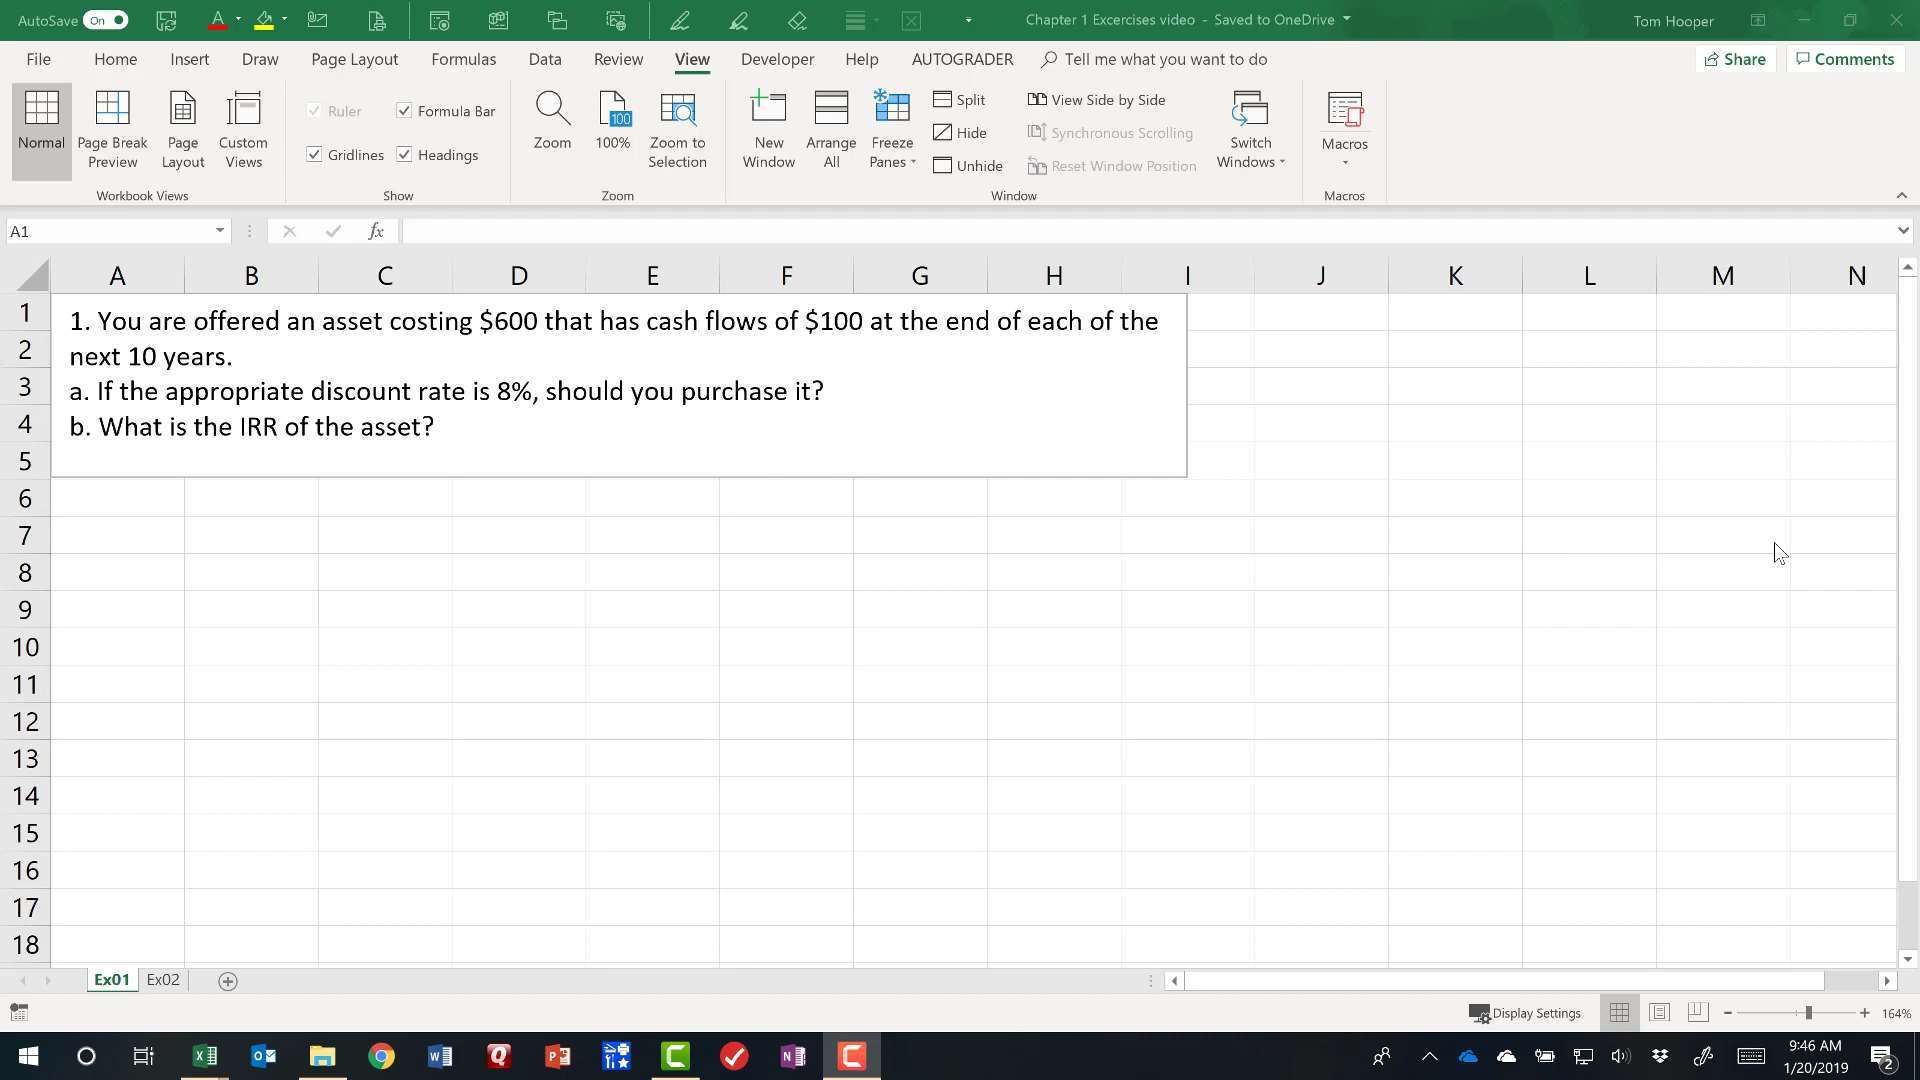 AutoSave On
Chapter 1 Excercises video - Saved to OneDrive
Tom Hooper
File Home Insert Draw Page Layout Formulas Data Review View Developer Help AUTOGRADER Tell me what you want to do Share Comments
Normal
Page Break Preview
Page Layout
Custom Views
Workbook Views
Ruler
Formula Bar
Gridlines
Headings
Show
Zoom
100
100%
Zoom to Selection
Zoom
New Window
Arrange All
Freeze Panes
Split
Hide
Unhide
View Side by Side
Synchronous Scrolling
Reset Window Position
Switch Windows
Window
Macros
Macros
A1
fx
A B C D E F G H I J K L M N
1
2
3
4
5
6
7
8
9
10
11
12
13
14
15
16
17
18
1. You are offered an asset costing $600 that has cash flows of $100 at the end of each of the
next 10 years.
a. If the appropriate discount rate is 8%, should you purchase it?
b. What is the IRR of the asset?
Ex01 Ex02
Display Settings
164%
9:46 AM
1/20/2019
2